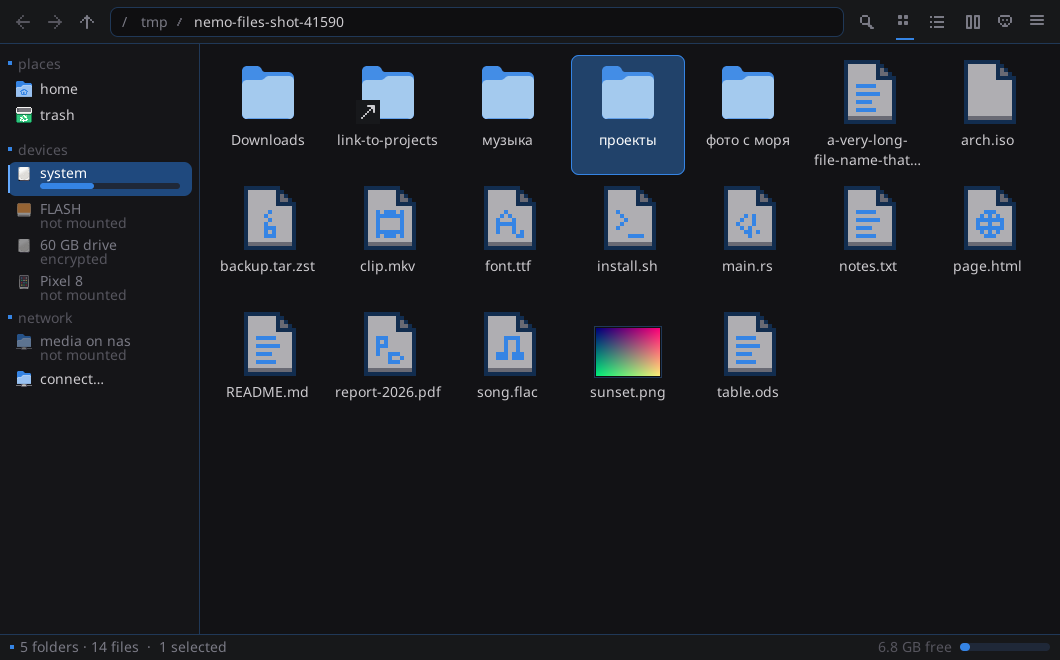 / tmp / nemo-files-shot-41590
places
home
trash
devices
system
FLASH
not mounted
60 GB drive
encrypted
Pixel 8
not mounted
network
media on nas
not mounted
connect...
Downloads
link-to-projects
музыка
проекты
фото с моря
a-very-long-
file-name-that...
arch.iso
backup.tar.zst
clip.mkv
font.ttf
install.sh
main.rs
notes.txt
page.html
README.md
report-2026.pdf
song.flac
sunset.png
table.ods
5 folders · 14 files · 1 selected
6.8 GB free